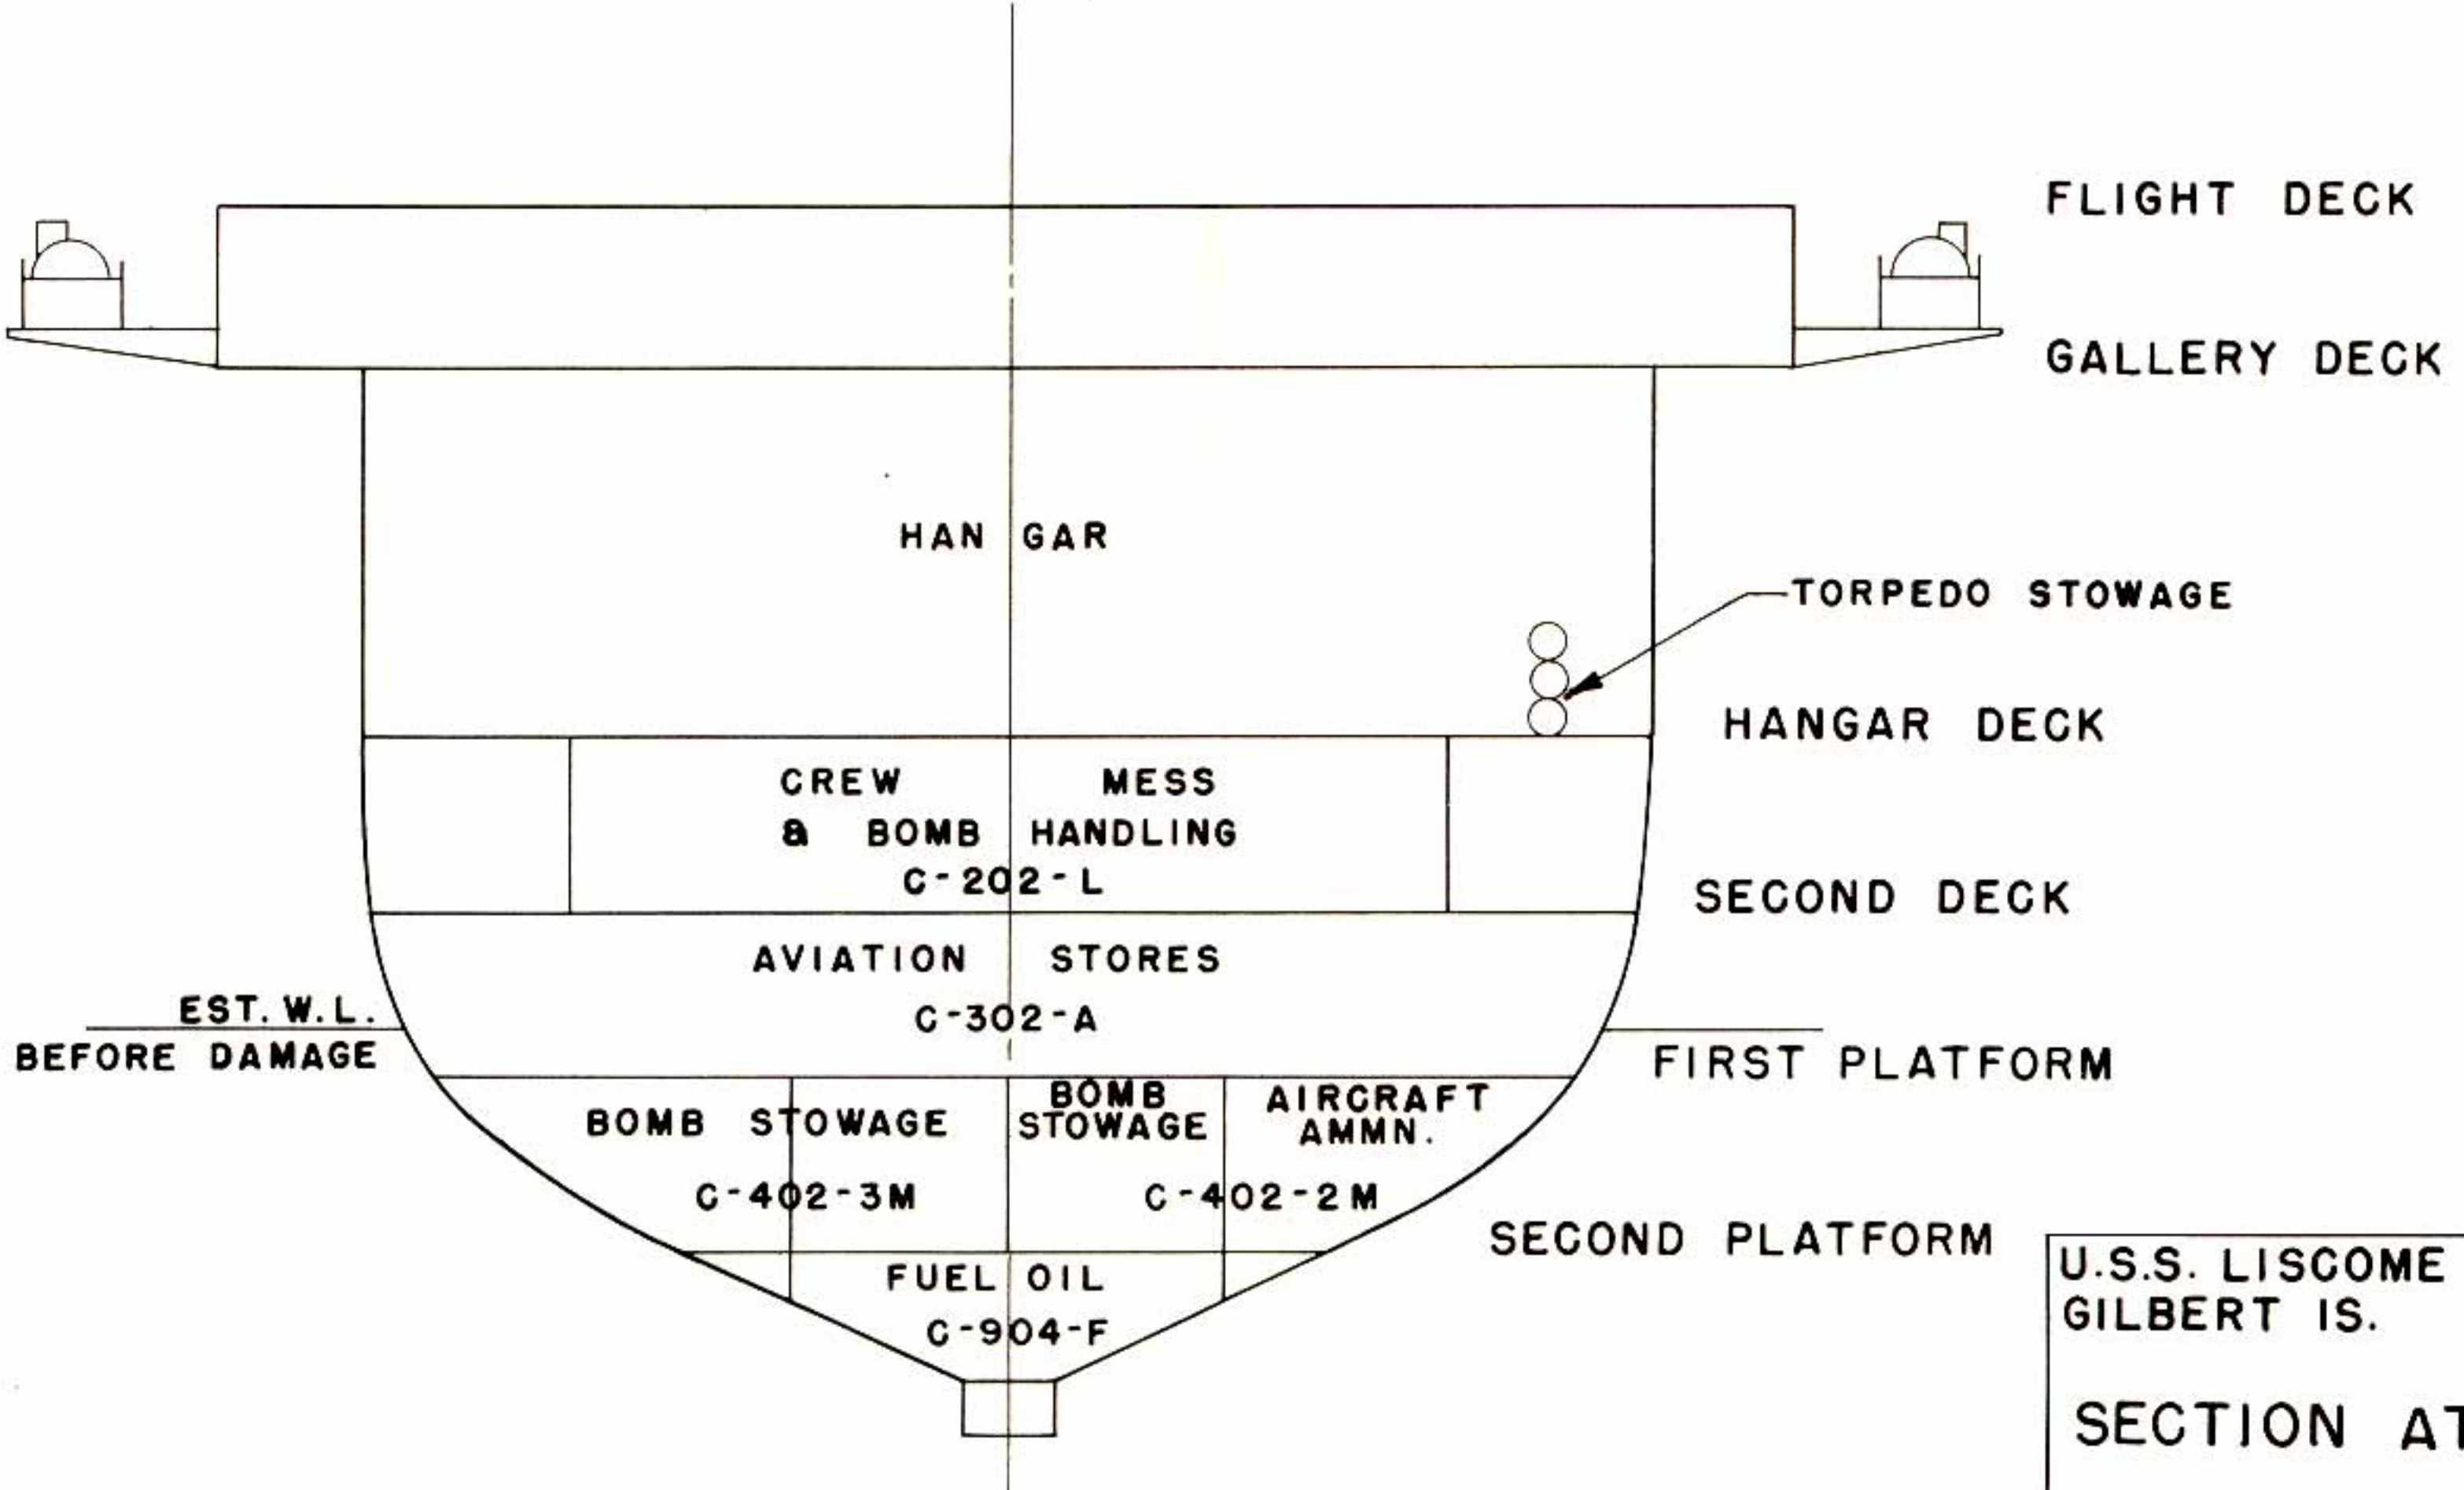 FLIGHT DECK
GALLERY DECK
HAN GAR
TORPEDO STOWAGE
HANGAR DECK
CREW MESS
& BOMB HANDLING
C-202-L
SECOND DECK
AVIATION STORES
C-302-A
EST. W.L.
BEFORE DAMAGE
FIRST PLATFORM
BOMB STOWAGE
C-402-3M
BOMB
STOWAGE
AIRCRAFT
AMMN.
C-402-2M
SECOND PLATFORM
FUEL OIL
C-904-F
U.S.S. LISCOME
GILBERT IS.
SECTION AT